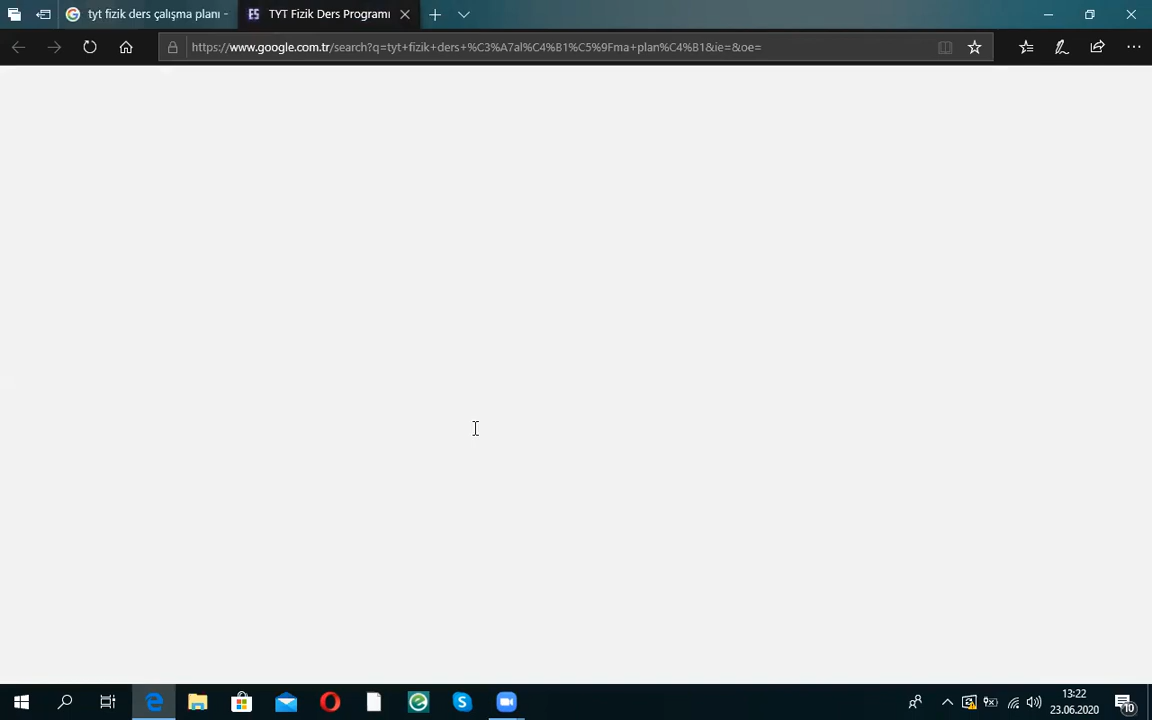 tyt fizik ders çalışma planı -
TYT Fizik Ders Programı
https://www.google.com.tr/search?q=tyt+fizik+ders+%C3%A7al%C4%B1%C5%9Fma+plan%C4%B1&ie=&oe=
13:22
23.06.2020
10